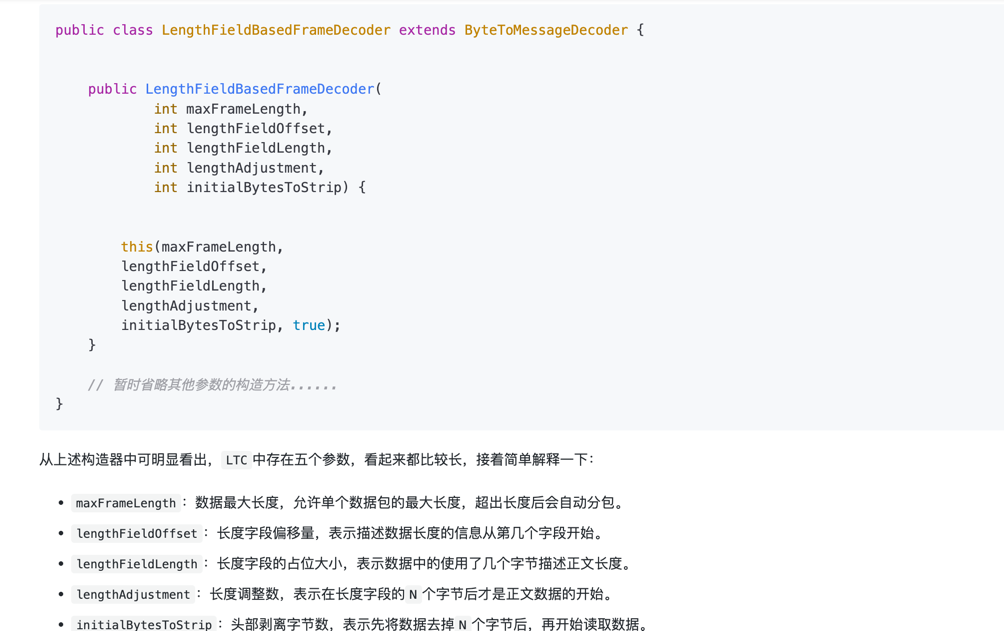 public class LengthFieldBasedFrameDecoder extends ByteToMessageDecoder {
public LengthFieldBasedFrameDecoder(
int maxFrameLength,
int lengthFieldOffset,
int lengthFieldLength,
int lengthAdjustment,
int initialBytesToStrip) {
this(maxFrameLength,
lengthFieldOffset,
lengthFieldLength,
lengthAdjustment,
initialBytesToStrip, true);
}
// 暂时省略其他参数的构造方法......
}
从上述构造器中可明显看出， LTC 中存在五个参数，看起来都比较长，接着简单解释一下：
• maxFrameLength ：数据最大长度，允许单个数据包的最大长度，超出长度后会自动分包。
• lengthFieldOffset ：长度字段偏移量，表示描述数据长度的信息从第几个字段开始。
• lengthFieldLength ：长度字段的占位大小，表示数据中的使用了几个字节描述正文长度。
• lengthAdjustment ：长度调整数，表示在长度字段的 N 个字节后才是正文数据的开始。
• initialBytesToStrip ：头部剥离字节数，表示先将数据去掉 N 个字节后，再开始读取数据。